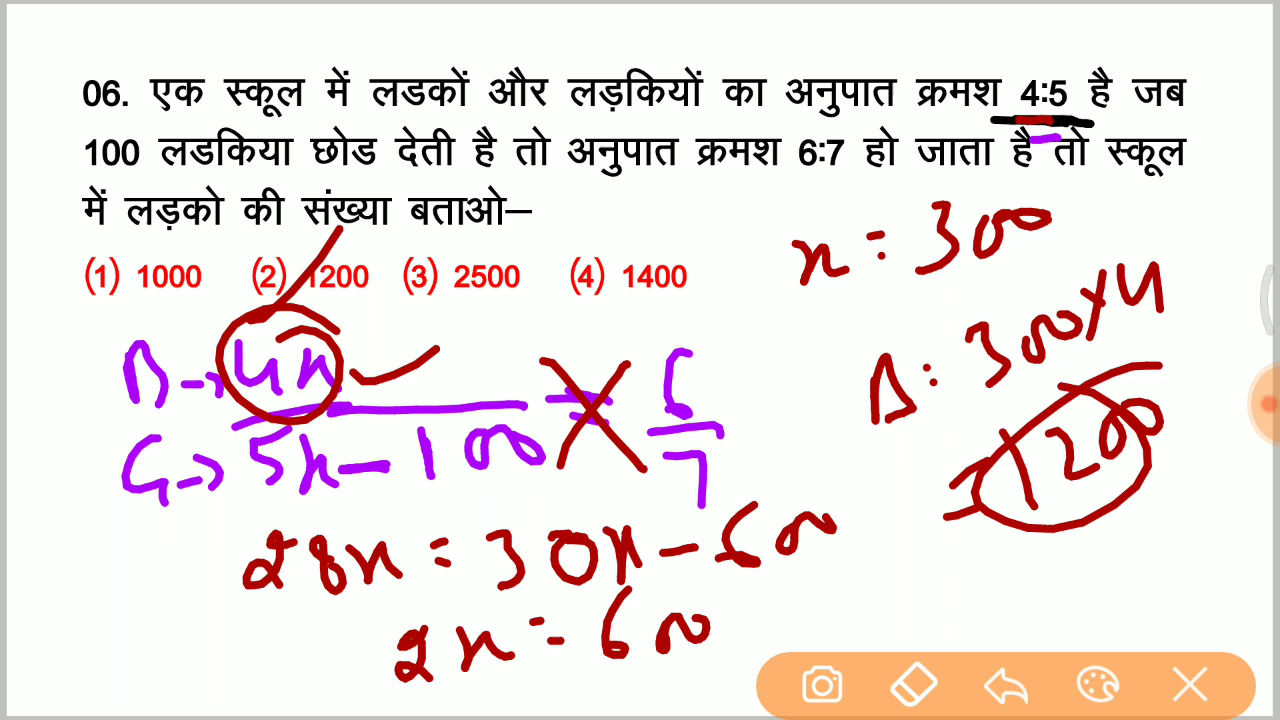 06. एक स्कूल में लडकों और लड़कियों का अनुपात क्रमश 4:5 है जब
100 लडकिया छोड देती है तो अनुपात क्रमश 6:7 हो जाता है तो स्कूल
में लड़को की संख्या बताओ–
(1) 1000 (2) 1200 (3) 2500 (4) 1400
x = 300
B → 4x = 6
G → 5x - 100 7
B : 300 x 4
= 1200
28x = 30x - 600
2x = 600